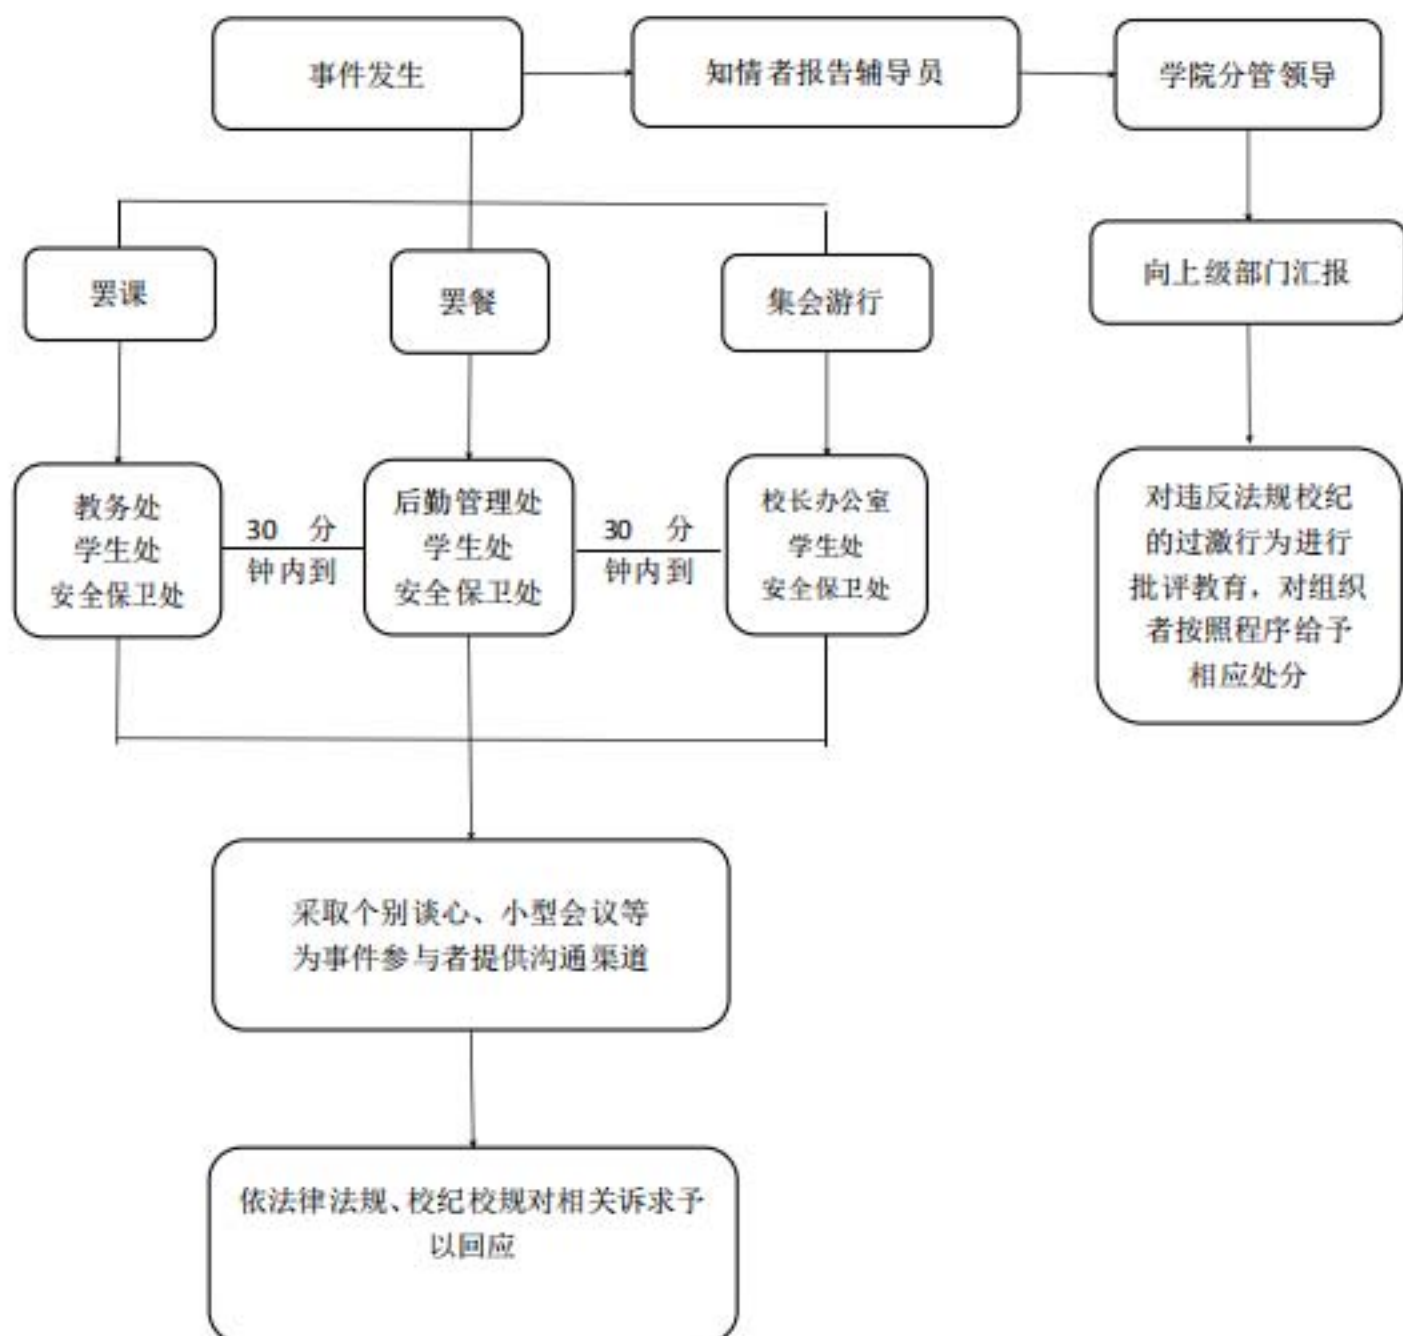 事件发生
知情者报告辅导员
学院分管领导
罢课
罢餐
集会游行
向上级部门汇报
教务处
学生处
安全保卫处
30 分
钟内到
后勤管理处
学生处
安全保卫处
30 分
钟内到
校长办公室
学生处
安全保卫处
对违反法规校纪
的过激行为进行
批评教育，对组织
者按照程序给予
相应处分
采取个别谈心、小型会议等
为事件参与者提供沟通渠道
依法律法规、校纪校规对相关诉求予
以回应